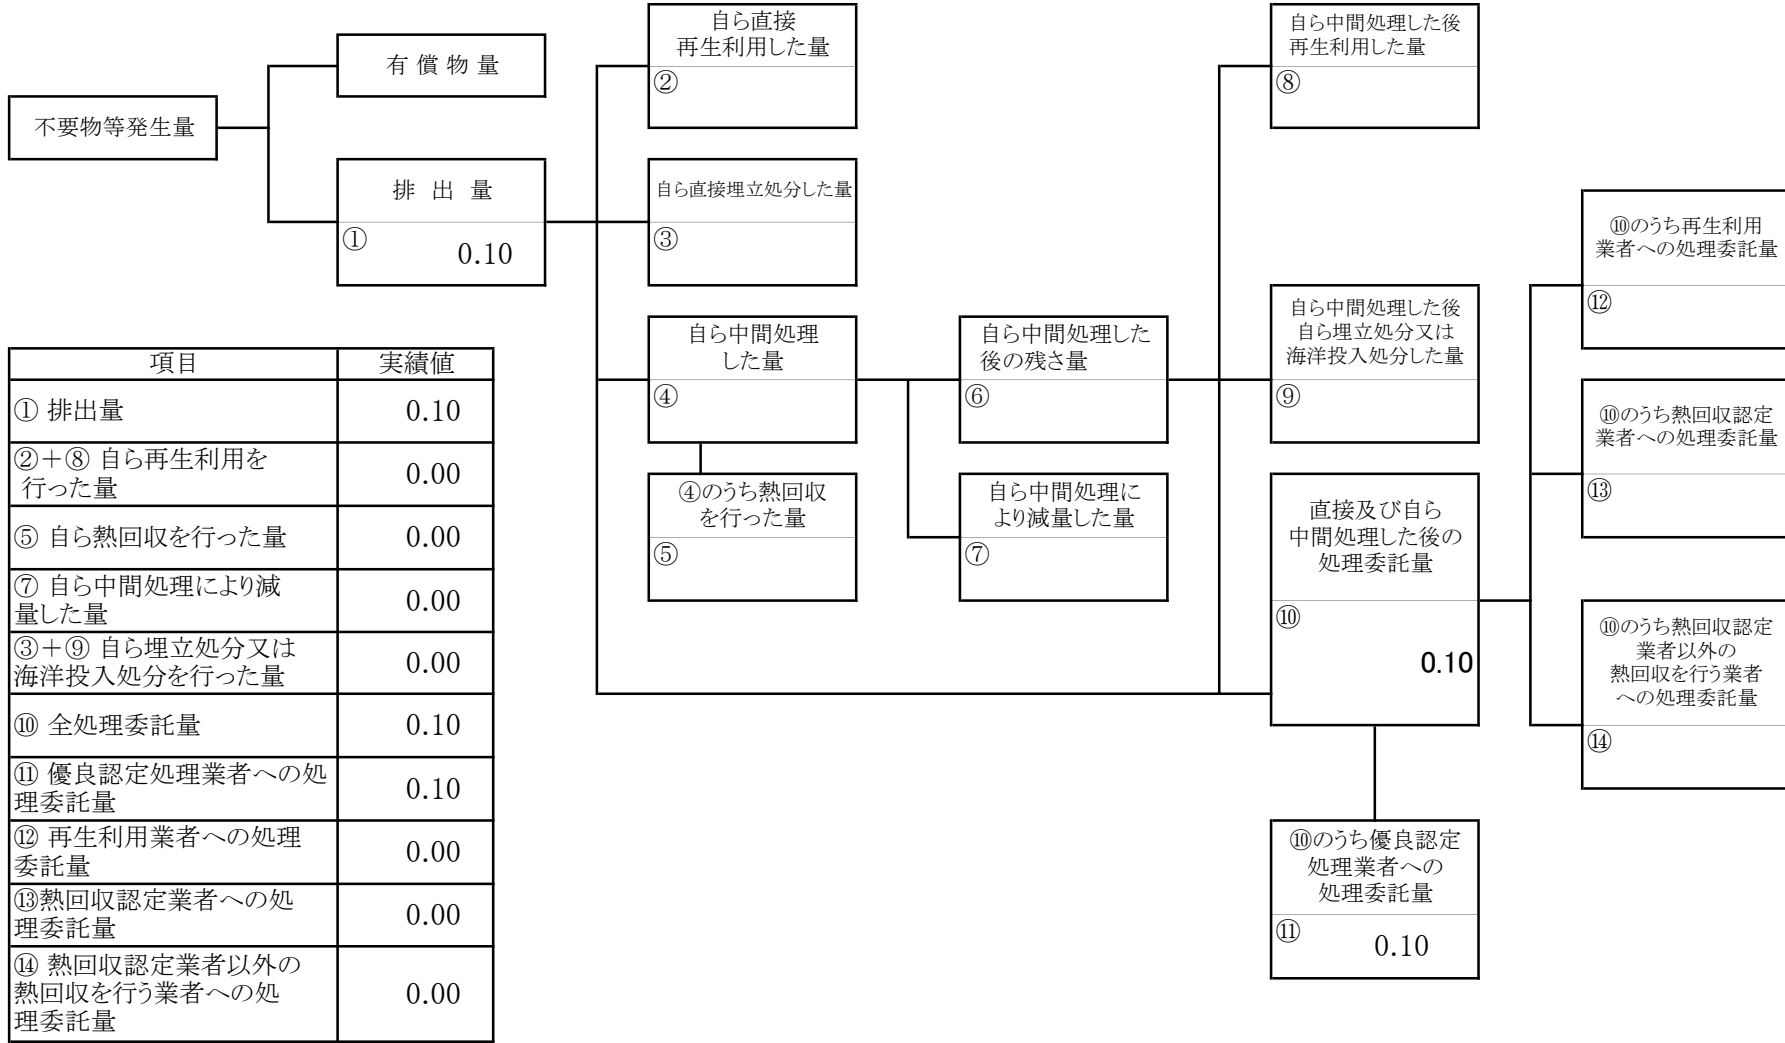 不要物等発生量
有 償 物 量
排 出 量
①
0.10
自ら直接
再生利用した量
②
自ら直接埋立処分した量
③
自ら中間処理
した量
④
④のうち熱回収
を行った量
⑤
自ら中間処理した
後の残さ量
⑥
自ら中間処理に
より減量した量
⑦
自ら中間処理した後
再生利用した量
⑧
自ら中間処理した後
自ら埋立処分又は
海洋投入処分した量
⑨
直接及び自ら
中間処理した後の
処理委託量
⑩
0.10
⑩のうち優良認定
処理業者への
処理委託量
⑪
0.10
⑩のうち再生利用
業者への処理委託量
⑫
⑩のうち熱回収認定
業者への処理委託量
⑬
⑩のうち熱回収認定
業者以外の
熱回収を行う業者
への処理委託量
⑭
項目 実績値
① 排出量 0.10
②+⑧ 自ら再生利用を
行った量 0.00
⑤ 自ら熱回収を行った量 0.00
⑦ 自ら中間処理により減
量した量 0.00
③+⑨ 自ら埋立処分又は
海洋投入処分を行った量 0.00
⑩ 全処理委託量 0.10
⑪ 優良認定処理業者への処
理委託量 0.10
⑫ 再生利用業者への処理
委託量 0.00
⑬熱回収認定業者への処
理委託量 0.00
⑭ 熱回収認定業者以外の
熱回収を行う業者への処
理委託量 0.00